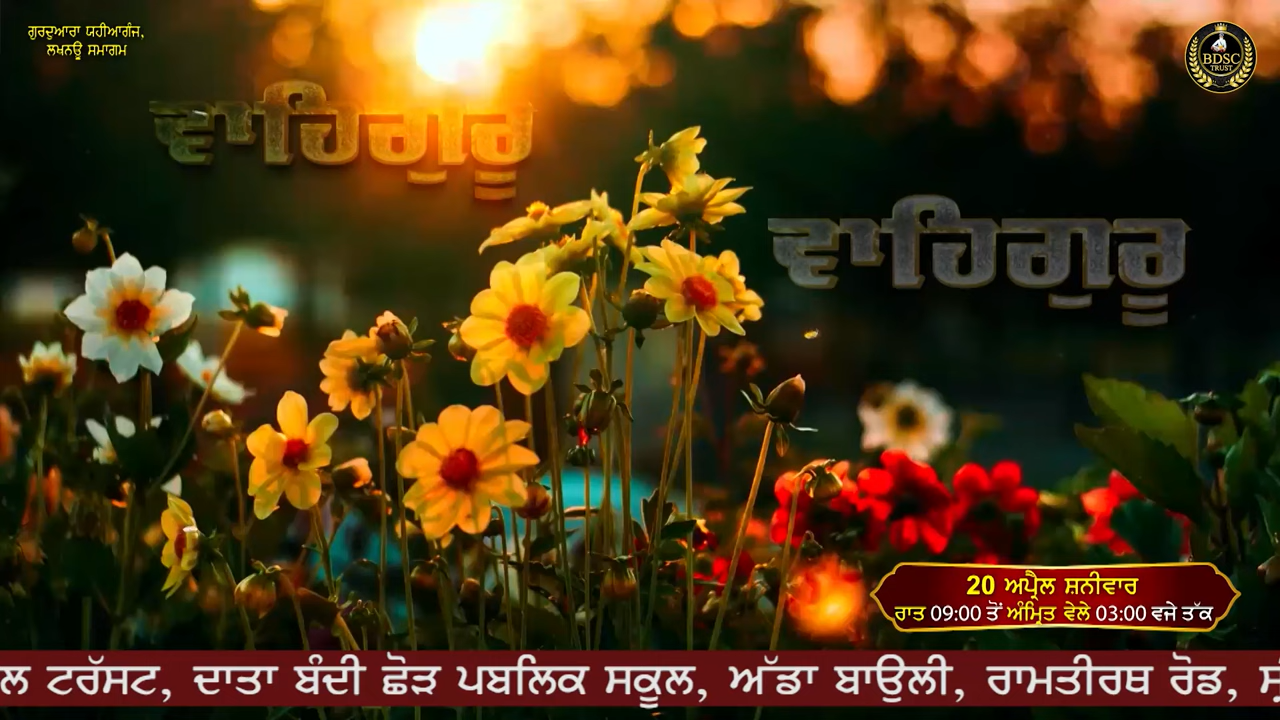 ਗੁਰਦੁਆਰਾ ਯਹੀਆਗੰਜ,
ਲਖਨਊ ਸਮਾਗਮ
BDSC
TRUST
ਵਾਹਿਗੁਰੂ
ਵਾਹਿਗੁਰੂ
20 ਅਪ੍ਰੈਲ ਸ਼ਨੀਵਾਰ
ਰਾਤ 09:00 ਤੋਂ ਅੰਮ੍ਰਿਤ ਵੇਲੇ 03:00 ਵਜੇ ਤੱਕ
ਲ ਟਰੱਸਟ, ਦਾਤਾ ਬੰਦੀ ਛੋੜ ਪਬਲਿਕ ਸਕੂਲ, ਅੱਡਾ ਬਾਉਲੀ, ਰਾਮਤੀਰਥ ਰੋਡ,